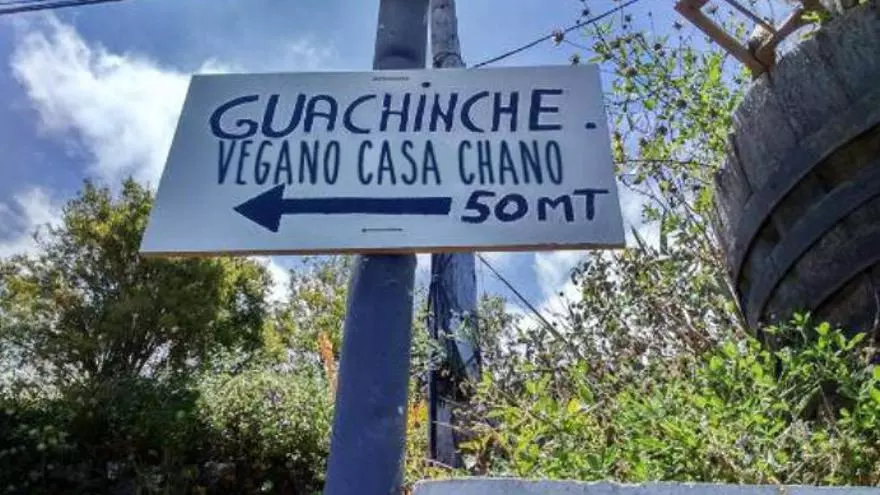 GUACHINCHE.
VEGANO CASA CHANO
50 MT